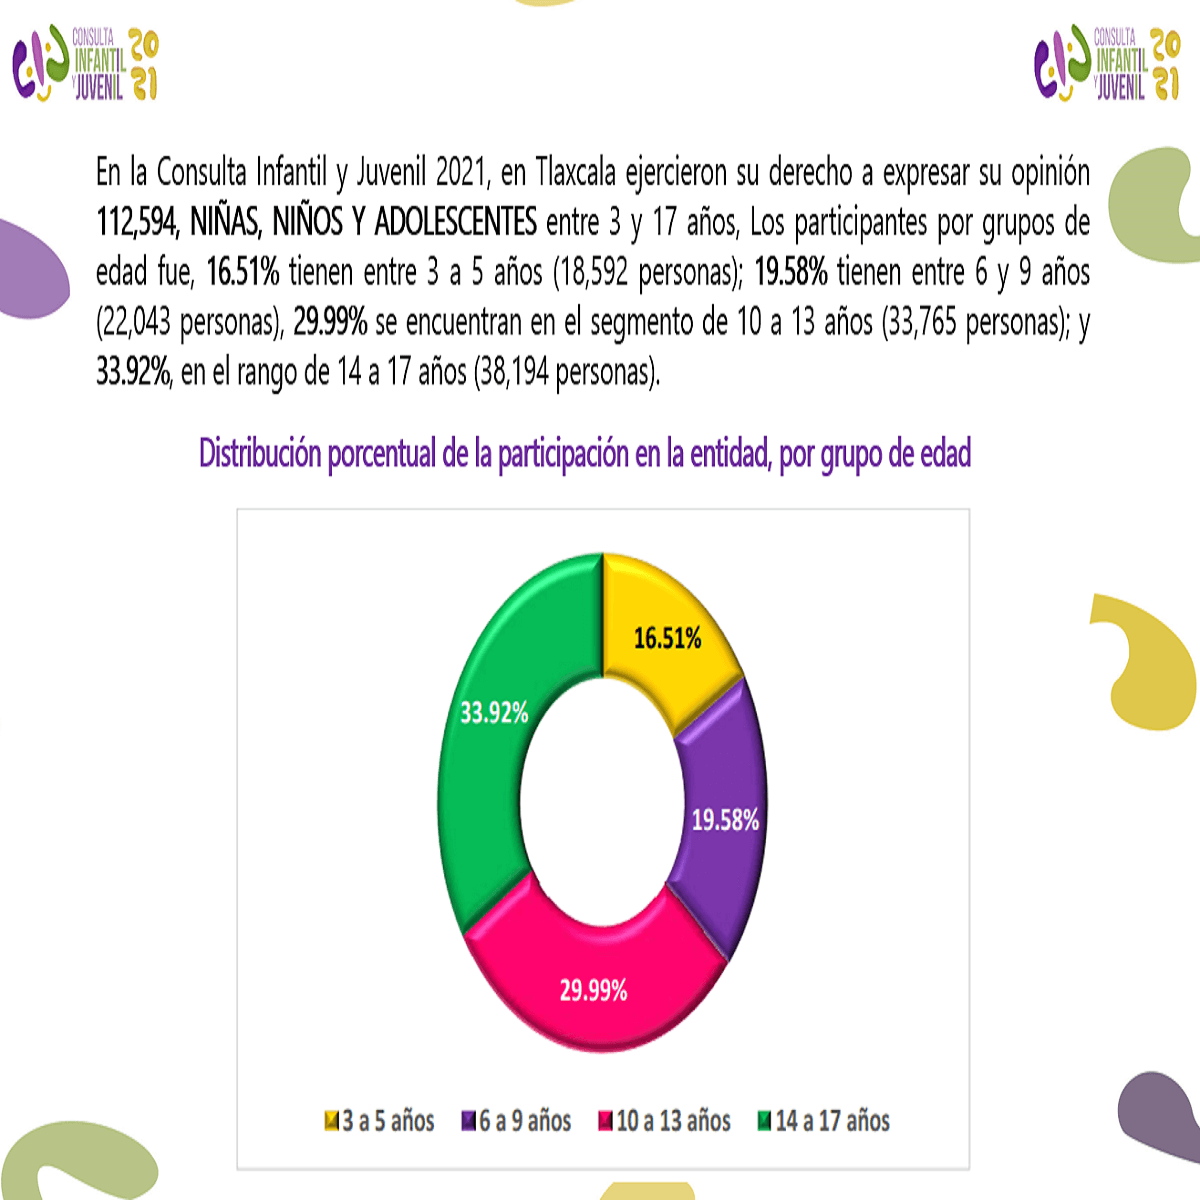 CONSULTA
INFANTIL
Y JUVENIL
2021
CONSULTA
INFANTIL
Y JUVENIL
2021
En la Consulta Infantil y Juvenil 2021, en Tlaxcala ejercieron su derecho a expresar su opinión
112,594, NIÑAS, NIÑOS Y ADOLESCENTES entre 3 y 17 años, Los participantes por grupos de
edad fue, 16.51% tienen entre 3 a 5 años (18,592 personas); 19.58% tienen entre 6 y 9 años
(22,043 personas), 29.99% se encuentran en el segmento de 10 a 13 años (33,765 personas); y
33.92%, en el rango de 14 a 17 años (38,194 personas).
Distribución porcentual de la participación en la entidad, por grupo de edad
16.51%
33.92%
19.58%
29.99%
3 a 5 años 6 a 9 años 10 a 13 años 14 a 17 años